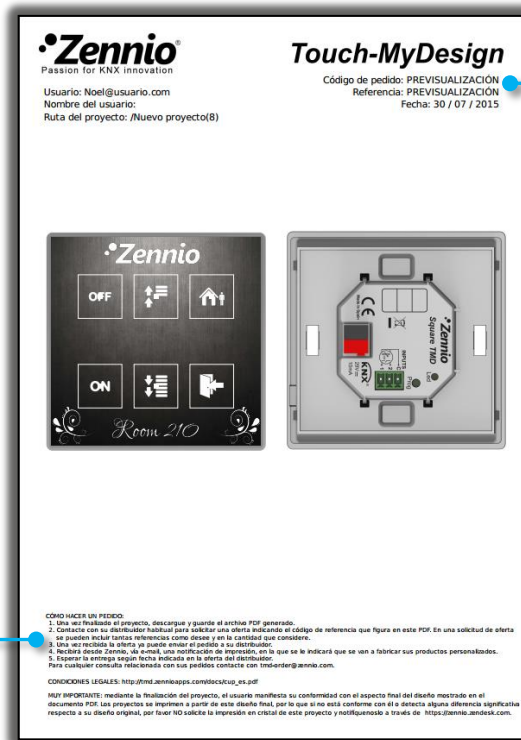 Zennio®
Passion for KNX innovation
Touch-MyDesign
Código de pedido: PREVISUALIZACIÓN
Referencia: PREVISUALIZACIÓN
Fecha: 30 / 07 / 2015
Usuario: Noel@usuario.com
Nombre del usuario:
Ruta del proyecto: /Nuevo proyecto(8)
Zennio
OFF
ON
Room 210
Zennio
Square TMD
Led
Prog
INPUTS
KNX
CE
Made in Spain
CÓMO HACER UN PEDIDO:
1. Una vez finalizado el proyecto, descargue y guarde el archivo PDF generado.
2. Contacte con su distribuidor habitual para solicitar una oferta indicando el código de referencia que figura en este PDF. En una solicitud de oferta
se pueden incluir tantas referencias como desee y en la cantidad que considere.
3. Una vez recibida la oferta ya puede enviar el pedido a su distribuidor.
4. Recibirá desde Zennio, vía e-mail, una notificación de impresión, en la que se le indicará que se van a fabricar sus productos personalizados.
5. Esperar la entrega según fecha indicada en la oferta del distribuidor.
Para cualquier consulta relacionada con sus pedidos contacte con tmd-order@zennio.com.
CONDICIONES LEGALES: http://tmd.zennioapps.com/docs/cup_es.pdf
MUY IMPORTANTE: mediante la finalización del proyecto, el usuario manifiesta su conformidad con el aspecto final del diseño mostrado en el
documento PDF. Los proyectos se imprimen a partir de este diseño final, por lo que si no está conforme con él o detecta alguna diferencia significativa
respecto a su diseño original, por favor NO solicite la impresión en cristal de este proyecto y notifíquenoslo a través de https://zennio.zendesk.com.